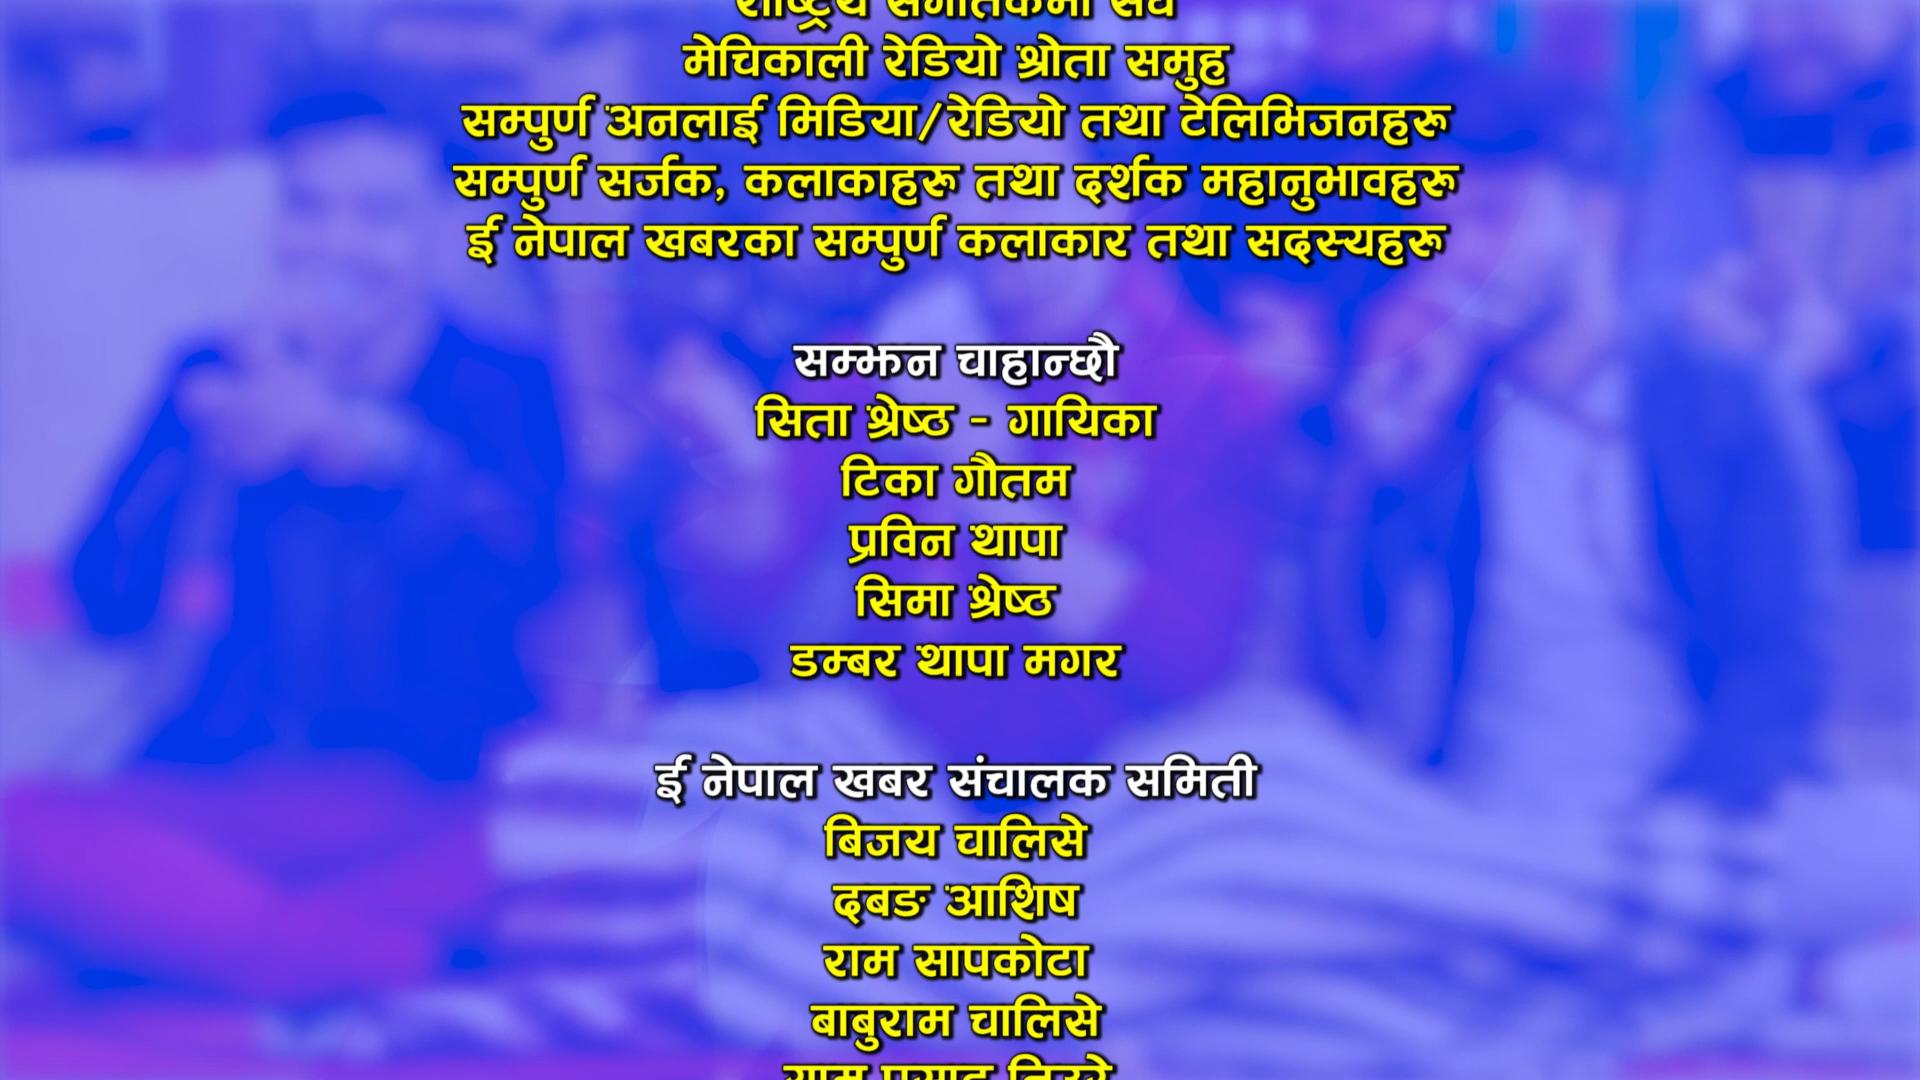 राष्ट्रिय संगीतकर्मी संघ
मेचिकाली रेडियो श्रोता समुह
सम्पुर्ण अनलाई मिडिया/रेडियो तथा टेलिभिजनहरू
सम्पुर्ण सर्जक, कलाकाहरू तथा दर्शक महानुभावहरू
ई नेपाल खबरका सम्पुर्ण कलाकार तथा सदस्यहरू
सम्झन चाहान्छौ
सिता श्रेष्ठ - गायिका
टिका गौतम
प्रविन थापा
सिमा श्रेष्ठ
डम्बर थापा मगर
ई नेपाल खबर संचालक समिती
बिजय चालिसे
दबङ आशिष
राम सापकोटा
बाबुराम चालिसे